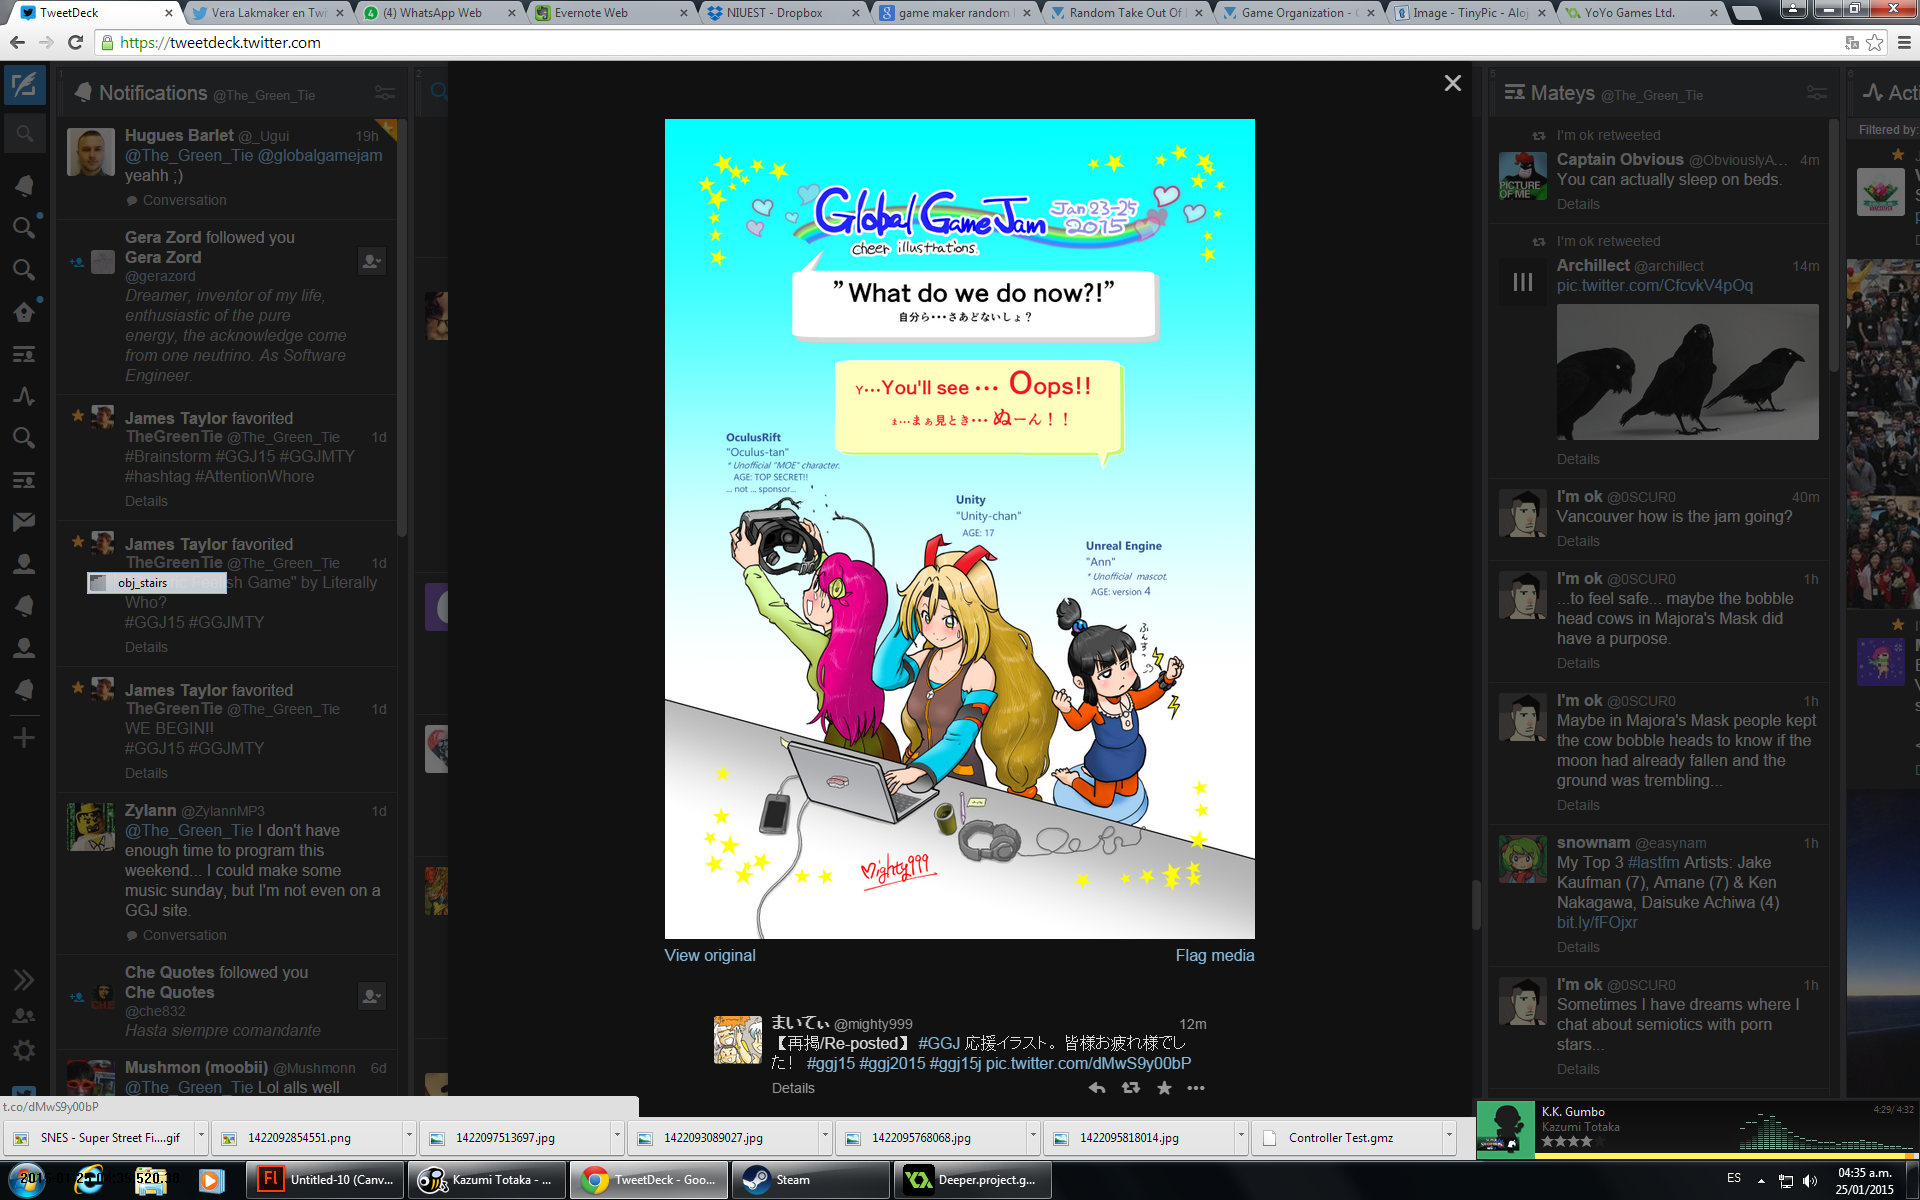 TweetDeck
Vera Lakmaker en Twi
(4) WhatsApp Web
Evernote Web
NIUEST - Dropbox
game maker random
Random Take Out Of
Game Organization -
Image - TinyPic - Aloj
YoYo Games Ltd.
https://tweetdeck.twitter.com
1
Notifications @The_Green_Tie
Hugues Barlet @_Ugui 19h
@The_Green_Tie @globalgamejam
yeahh ;)
Conversation
Gera Zord followed you
Gera Zord
@gerazord
Dreamer, inventor of my life,
enthusiastic of the pure
energy, the acknowledge come
from one neutrino. As Software
Engineer.
James Taylor favorited
TheGreenTie @The_Green_Tie 1d
#Brainstorm #GGJ15 #GGJMTY
#hashtag #AttentionWhore
Details
James Taylor favorited
TheGreenTie @The_Green_Tie 1d
obj_stairs
sh Game" by Literally
Who?
#GGJ15 #GGJMTY
Details
James Taylor favorited
TheGreenTie @The_Green_Tie 1d
WE BEGIN!!
#GGJ15 #GGJMTY
Details
Zylann @ZylannMP3 1d
@The_Green_Tie I don't have
enough time to program this
weekend... I could make some
music sunday, but I'm not even on a
GGJ site.
Conversation
Che Quotes followed you
Che Quotes
@che832
Hasta siempre comandante
Mushmon (moobii) @Mushmonn 6d
@The_Green_Tie Lol alls well
t.co/dMwS9y00bP
2
Global Game Jam Jan 23-25
2015
cheer illustrations.
"What do we do now?!"
自分ら・・・さあどないしょ？
Y…You'll see … Oops!!
ま…まぁ見とき… ぬーん！！
OculusRift
"Oculus-tan"
* Unofficial "MOE" character.
AGE: TOP SECRET!!
... not ... sponsor...
Unity
"Unity-chan"
AGE: 17
Unreal Engine
"Ann"
* Unofficial mascot.
AGE: version 4
mighty999
View original
Flag media
まいてぃ @mighty999 12m
【再掲/Re-posted】 #GGJ 応援イラスト。皆様お疲れ様でし
た！ #ggj15 #ggj2015 #ggj15j pic.twitter.com/dMwS9y00bP
Details
5
Mateys @The_Green_Tie
I'm ok retweeted
Captain Obvious @ObviouslyA... 4m
PICTURE
OF ME
You can actually sleep on beds.
Details
I'm ok retweeted
Archillect @archillect 14m
pic.twitter.com/CfcvkV4pOq
Details
I'm ok @0SCUR0 40m
Vancouver how is the jam going?
Details
I'm ok @0SCUR0 1h
...to feel safe... maybe the bobble
head cows in Majora's Mask did
have a purpose.
Details
I'm ok @0SCUR0 1h
Maybe in Majora's Mask people kept
the cow bobble heads to know if the
moon had already fallen and the
ground was trembling...
Details
snownam @easynam 1h
My Top 3 #lastfm Artists: Jake
Kaufman (7), Amane (7) & Ken
Nakagawa, Daisuke Achiwa (4)
bit.ly/fFOjxr
Details
I'm ok @0SCUR0 1h
Sometimes I have dreams where I
chat about semiotics with porn
stars...
Details
6
Acti
Filtered by:
K.K. Gumbo
Kazumi Totaka
4:29/ 4:32
SNES - Super Street Fi....gif
1422092854551.png
1422097513697.jpg
1422093089027.jpg
1422095768068.jpg
1422095818014.jpg
Controller Test.gmz
Untitled-10 (Canv...
Kazumi Totaka - ...
TweetDeck - Goo...
Steam
Deeper.project.g...
ES
04:35 a.m.
25/01/2015